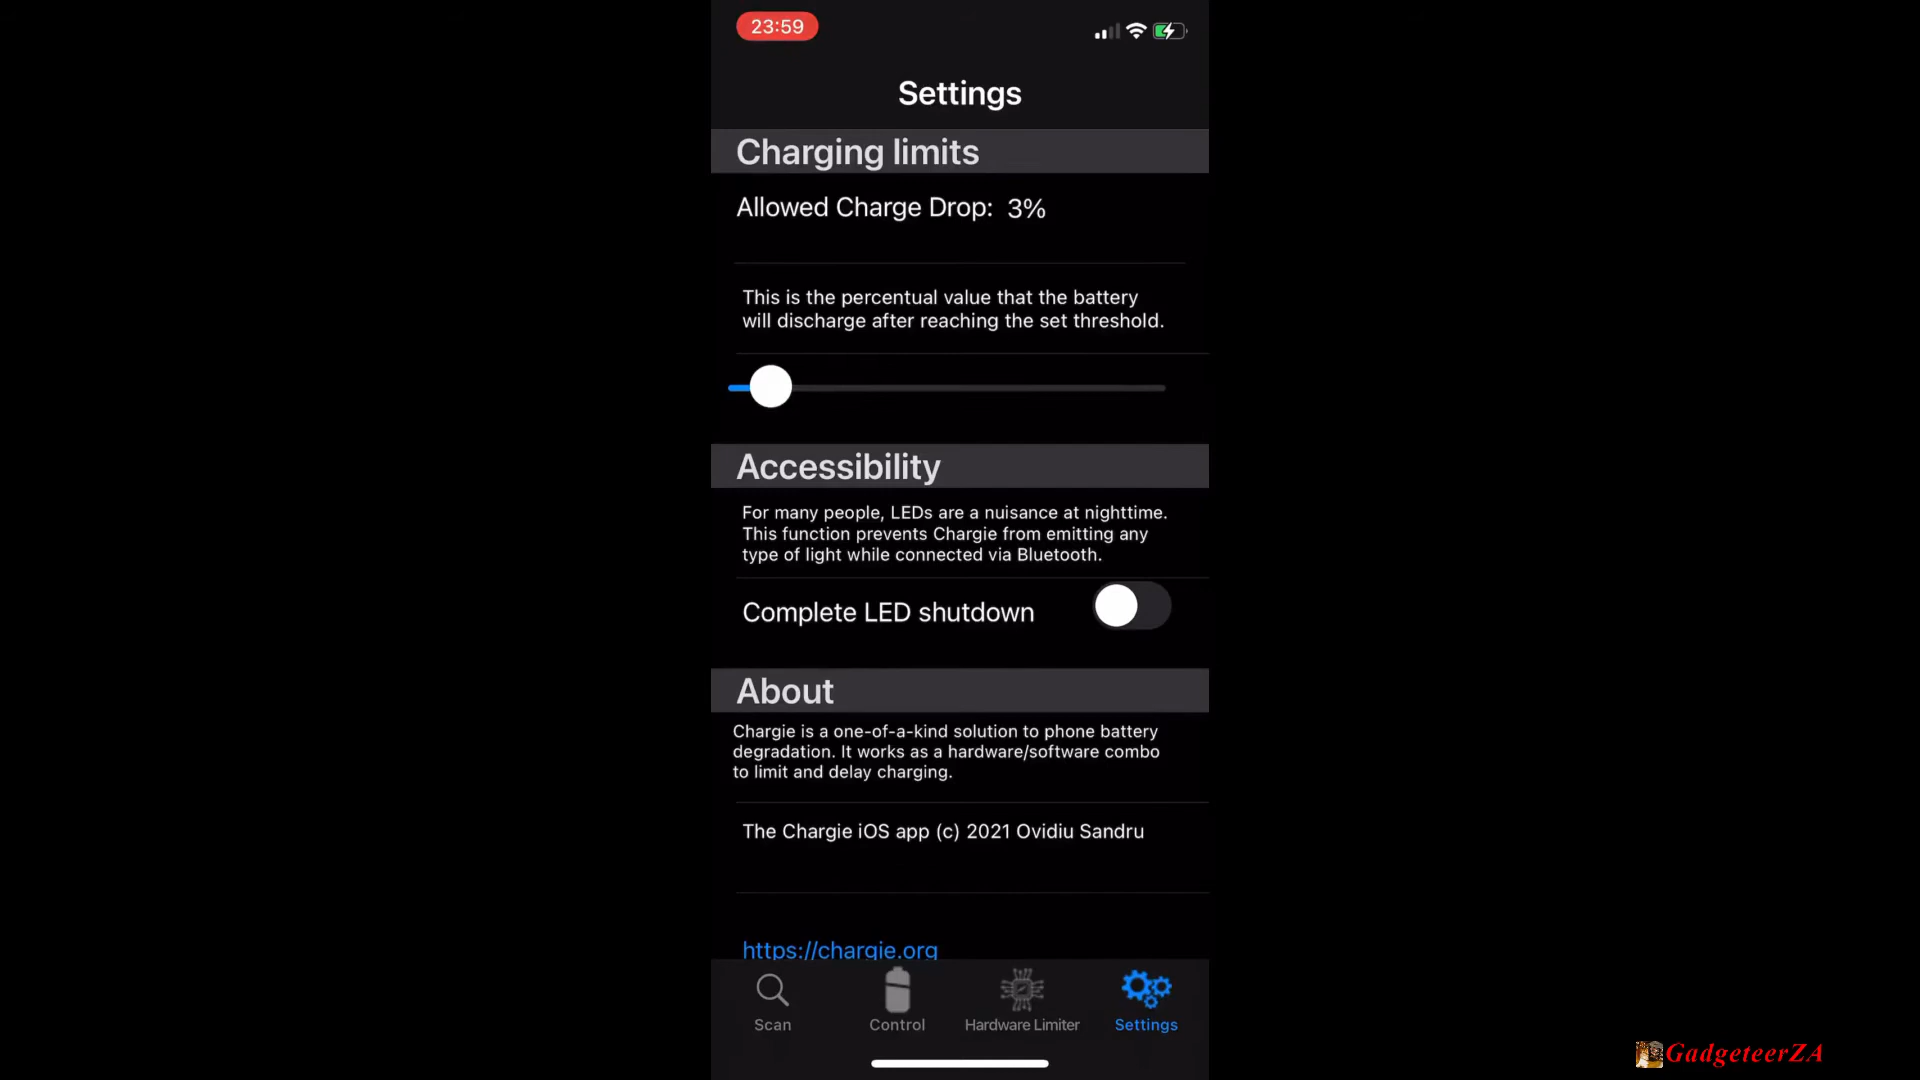 23:59
Settings
Charging limits
Allowed Charge Drop: 3%
This is the percentual value that the battery
will discharge after reaching the set threshold.
Accessibility
For many people, LEDs are a nuisance at nighttime.
This function prevents Chargie from emitting any
type of light while connected via Bluetooth.
Complete LED shutdown
About
Chargie is a one-of-a-kind solution to phone battery
degradation. It works as a hardware/software combo
to limit and delay charging.
The Chargie iOS app (c) 2021 Ovidiu Sandru
https://chargie.org
Scan
Control
Hardware Limiter
Settings
GadgeteerZA